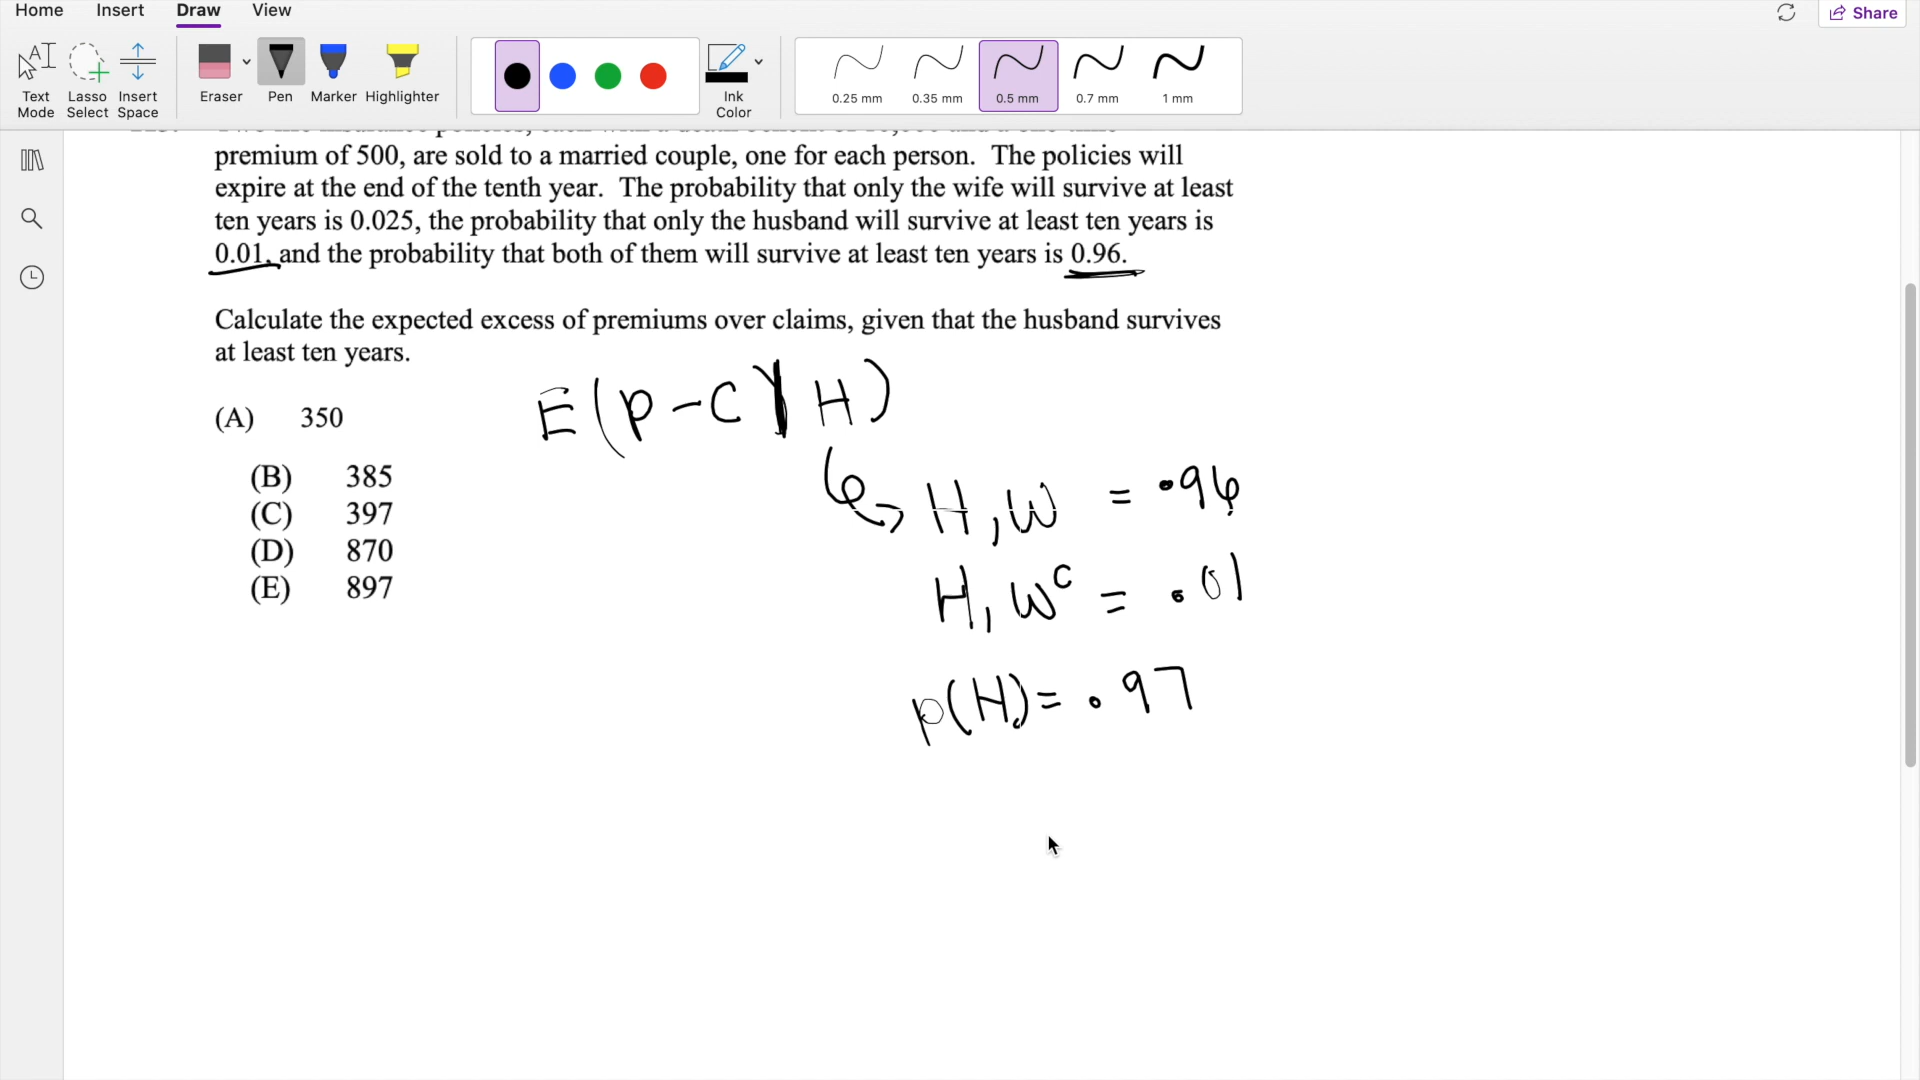 Home Insert Draw View
Share
Text Mode
Lasso Select
Insert Space
Eraser
Pen
Marker
Highlighter
Ink Color
0.25 mm
0.35 mm
0.5 mm
0.7 mm
1 mm
premium of 500, are sold to a married couple, one for each person. The policies will
expire at the end of the tenth year. The probability that only the wife will survive at least
ten years is 0.025, the probability that only the husband will survive at least ten years is
0.01, and the probability that both of them will survive at least ten years is 0.96.
Calculate the expected excess of premiums over claims, given that the husband survives
at least ten years.
(A) 350
(B) 385
(C) 397
(D) 870
(E) 897
E(P-C)|H)
H,W = .96
H,W^c = .01
P(H)= .97